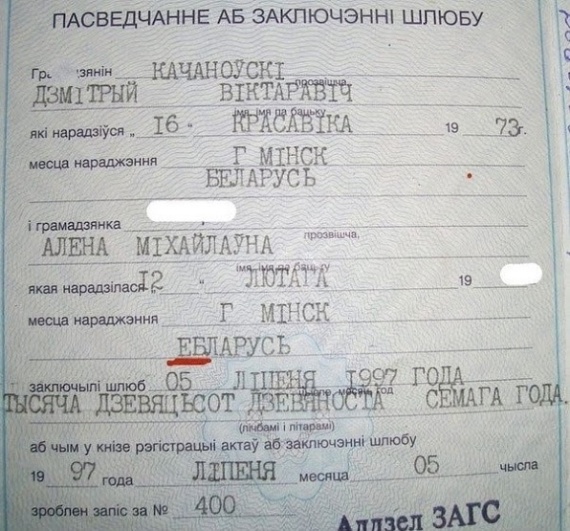 ПАСВЕДЧАННЕ АБ ЗАКЛЮЧЭННІ ШЛЮБУ
КАЧАНОЎСКІ
прозвішча
ДЗМІТРЫЙ ВІКТАРАВІЧ
імя, імя па бацьку
які нарадзіўся „ 16 " КРАСАВІКА 19 73г.
месца нараджэння Г МІНСК
БЕЛАРУСЬ
і грамадзянка
прозвішча,
АЛЕНА МІХАЙЛАЎНА
імя, імя па бацьку
якая нарадзілася 12 " ЛЮТАГА 19
месца нараджэння Г МІНСК
ЕБЛАРУСЬ
заключылі шлюб 05 ЛІПЕНЯ 1997 ГОДА
год
ТЫСЯЧА ДЗЕВЯЦЬСОТ ДЗЕВЯНОСТА СЕМАГА ГОДА.
(лічбамі і літарамі)
аб чым у кнізе рэгістрацыі актаў аб заключэнні шлюбу
19 97 года ЛІПЕНЯ месяца 05 чысла
зроблен запіс за № 400
Аддзел ЗАГС